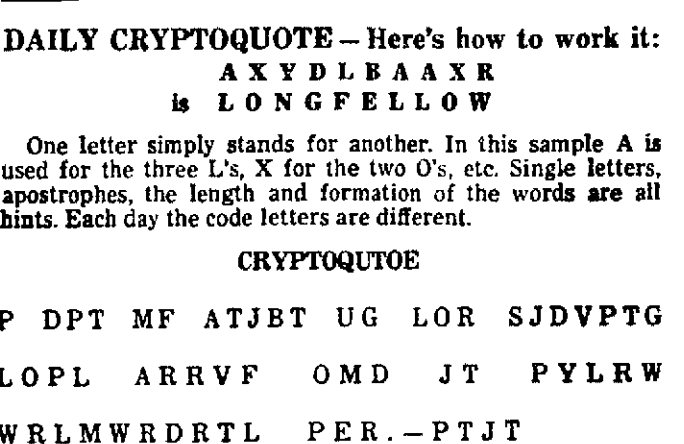 DAILY CRYPTOQUOTE – Here's how to work it:
A X Y D L B A A X R
is L O N G F E L L O W
One letter simply stands for another. In this sample A is
used for the three L's, X for the two O's, etc. Single letters,
apostrophes, the length and formation of the words are all
hints. Each day the code letters are different.
CRYPTOQUTOE
P DPT MF ATJBT UG LOR SJDVPTG
LOPL ARRVF OMD JT PYLRW
WRLMWRDRTL PER.–PTJT